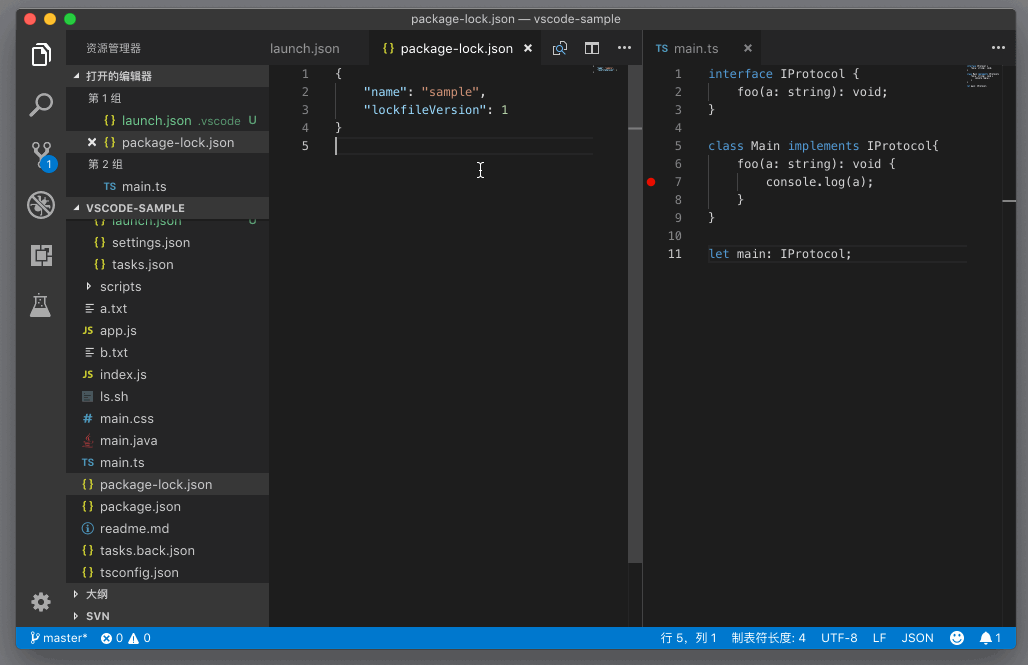 package-lock.json — vscode-sample
资源管理器
打开的编辑器
第 1 组
{} launch.json .vscode U
{} package-lock.json
第 2 组
TS main.ts
VSCODE-SAMPLE
{} launch.json U
{} settings.json
{} tasks.json
scripts
a.txt
JS app.js
b.txt
JS index.js
ls.sh
# main.css
main.java
TS main.ts
{} package-lock.json
{} package.json
readme.md
{} tasks.back.json
{} tsconfig.json
大纲
SVN
1
launch.json
{} package-lock.json
1 {
2 "name": "sample",
3 "lockfileVersion": 1
4 }
5
TS main.ts
1 interface IProtocol {
2 foo(a: string): void;
3 }
4
5 class Main implements IProtocol{
6 foo(a: string): void {
7 console.log(a);
8 }
9 }
10
11 let main: IProtocol;
master* 0 0
行 5，列 1 制表符长度: 4 UTF-8 LF JSON 1